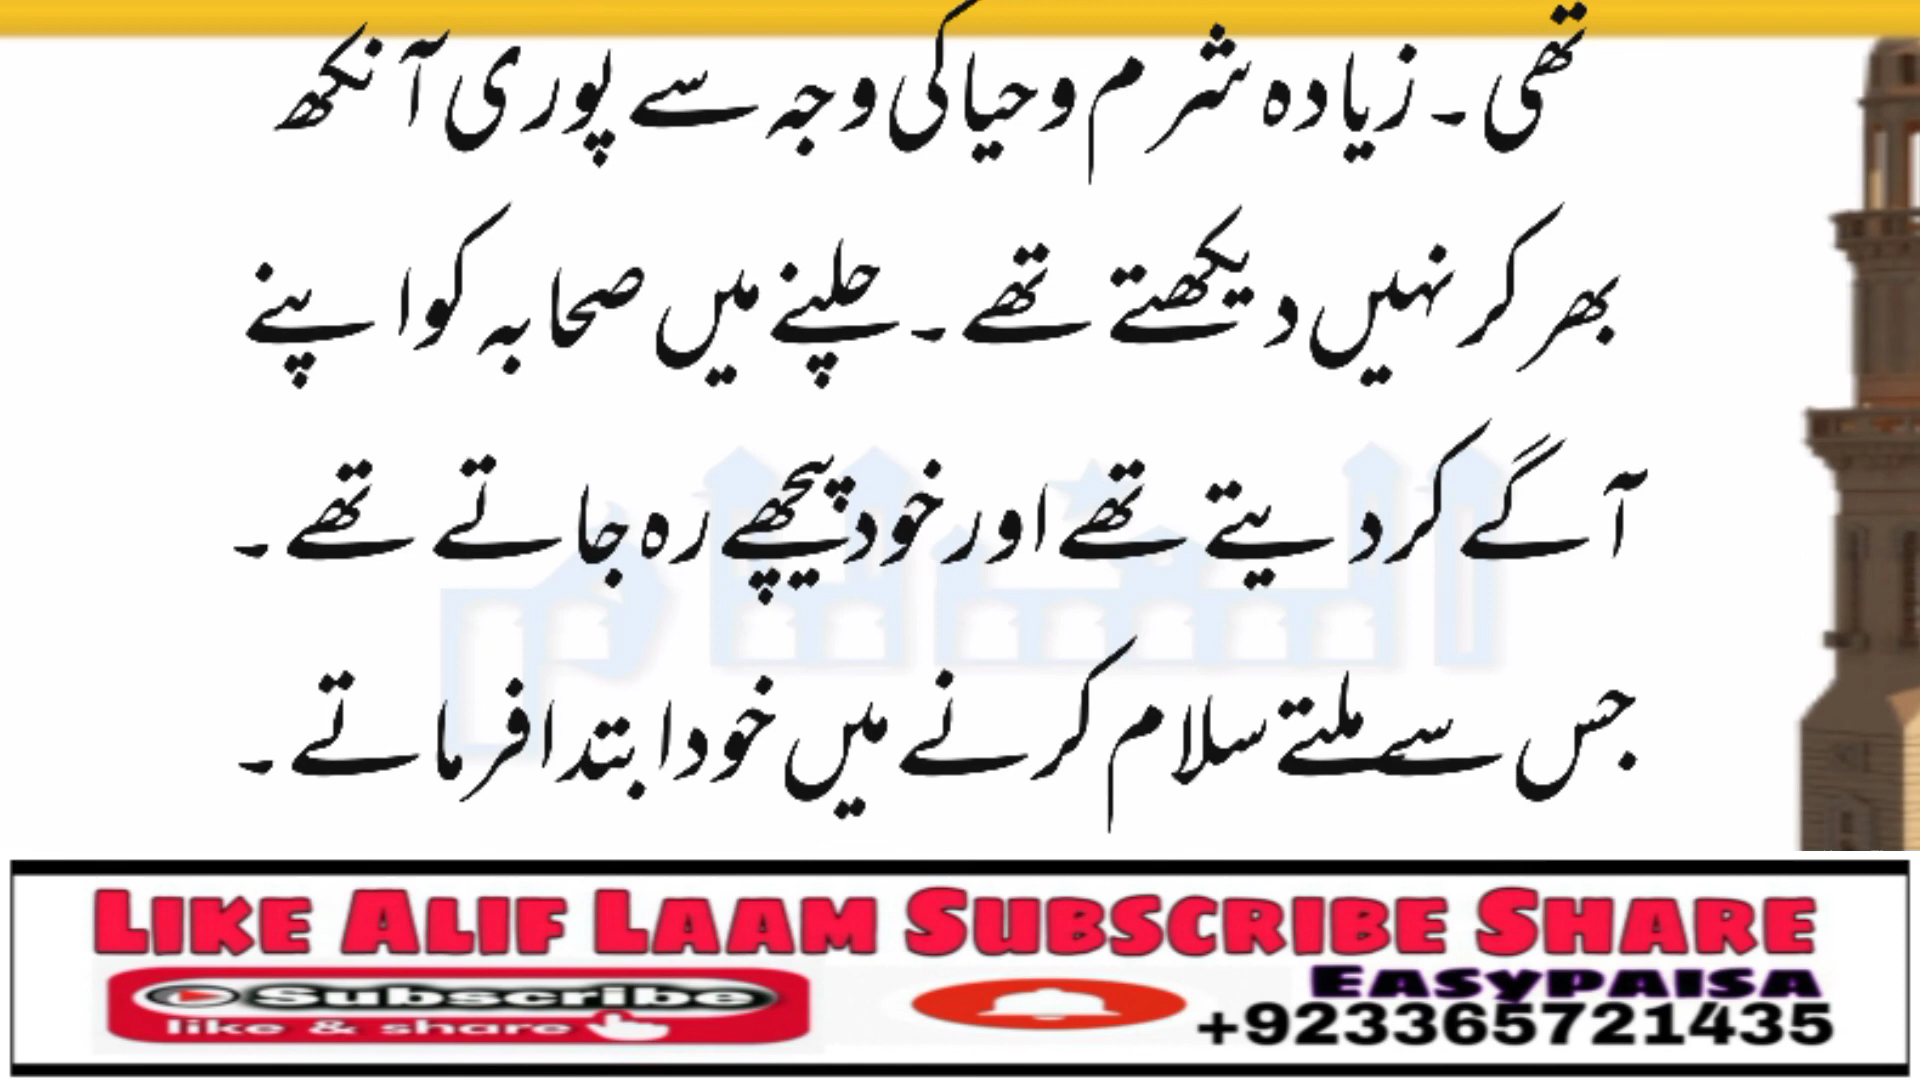 تھی ۔ زیادہ شرم وحیا کی وجہ سے پوری آنکھ
بھر کر نہیں دیکھتے تھے ۔ چلنے میں صحابہ کو اپنے
آگے کر دیتے تھے اور خود پیچھے رہ جاتے تھے ۔
جس سے ملتے سلام کرنے میں خود ابتدا فرماتے ۔
السلام
LIKE ALIF LAAM SUBSCRIBE SHARE
Subscribe
like & share
EASYPAISA
+923365721435